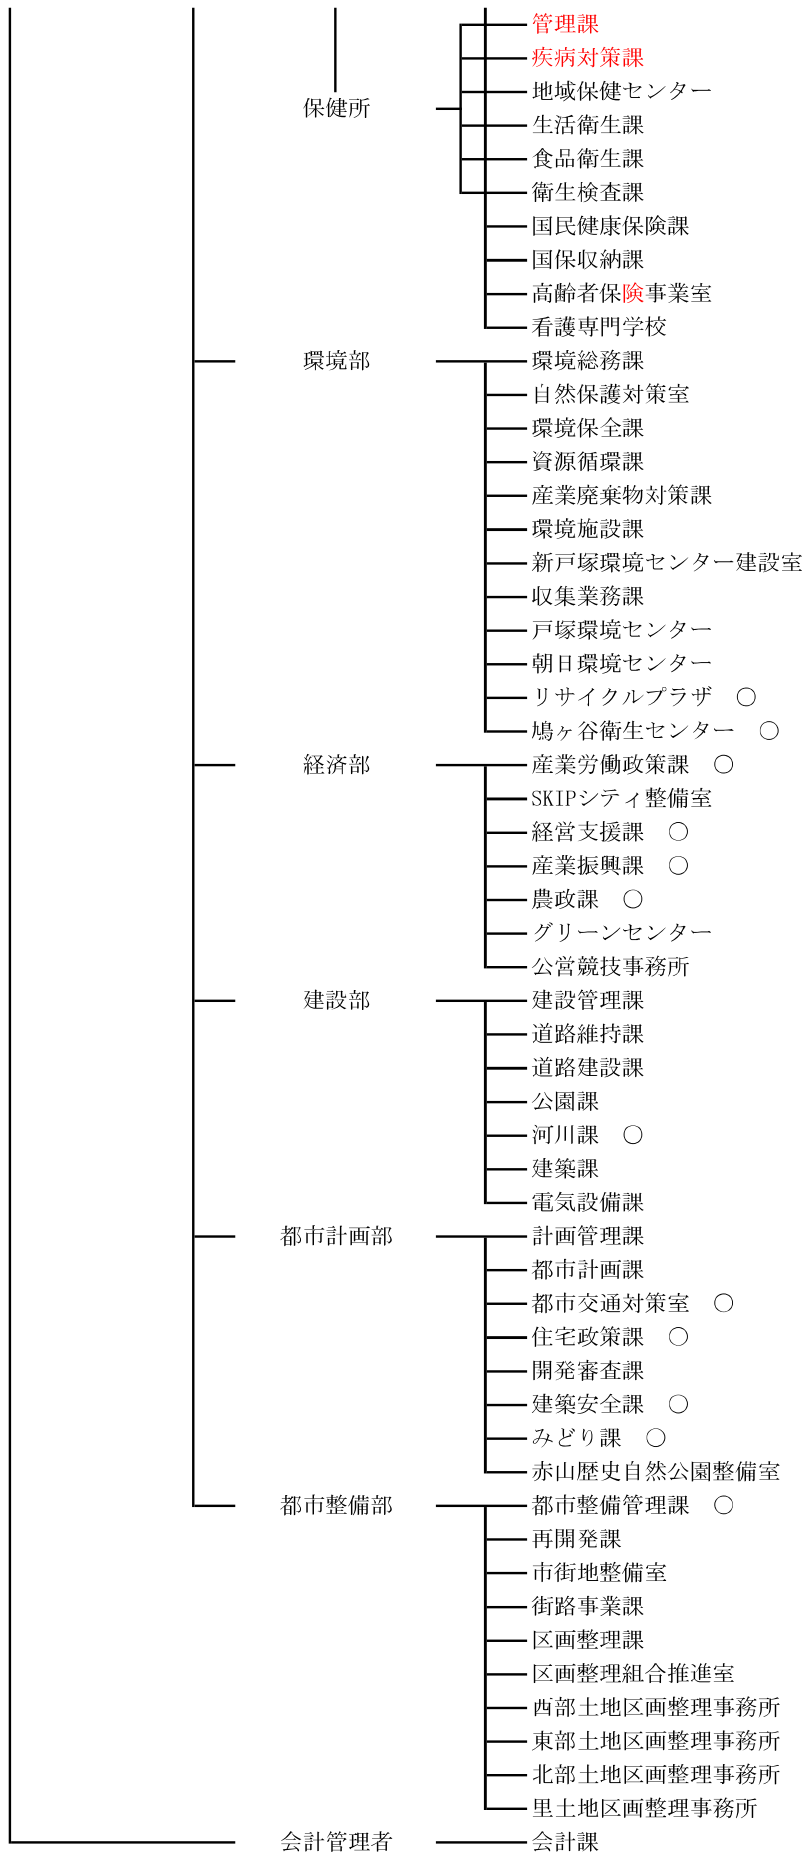 管理課
疾病対策課
地域保健センター
保健所
生活衛生課
食品衛生課
衛生検査課
国民健康保険課
国保収納課
高齢者保険事業室
看護専門学校
環境部 環境総務課
自然保護対策室
環境保全課
資源循環課
産業廃棄物対策課
環境施設課
新戸塚環境センター建設室
収集業務課
戸塚環境センター
朝日環境センター
リサイクルプラザ ○
鳩ヶ谷衛生センター ○
経済部 産業労働政策課 ○
SKIPシティ整備室
経営支援課 ○
産業振興課 ○
農政課 ○
グリーンセンター
公営競技事務所
建設部 建設管理課
道路維持課
道路建設課
公園課
河川課 ○
建築課
電気設備課
都市計画部 計画管理課
都市計画課
都市交通対策室 ○
住宅政策課 ○
開発審査課
建築安全課 ○
みどり課 ○
赤山歴史自然公園整備室
都市整備部 都市整備管理課 ○
再開発課
市街地整備室
街路事業課
区画整理課
区画整理組合推進室
西部土地区画整理事務所
東部土地区画整理事務所
北部土地区画整理事務所
里土地区画整理事務所
会計管理者 会計課